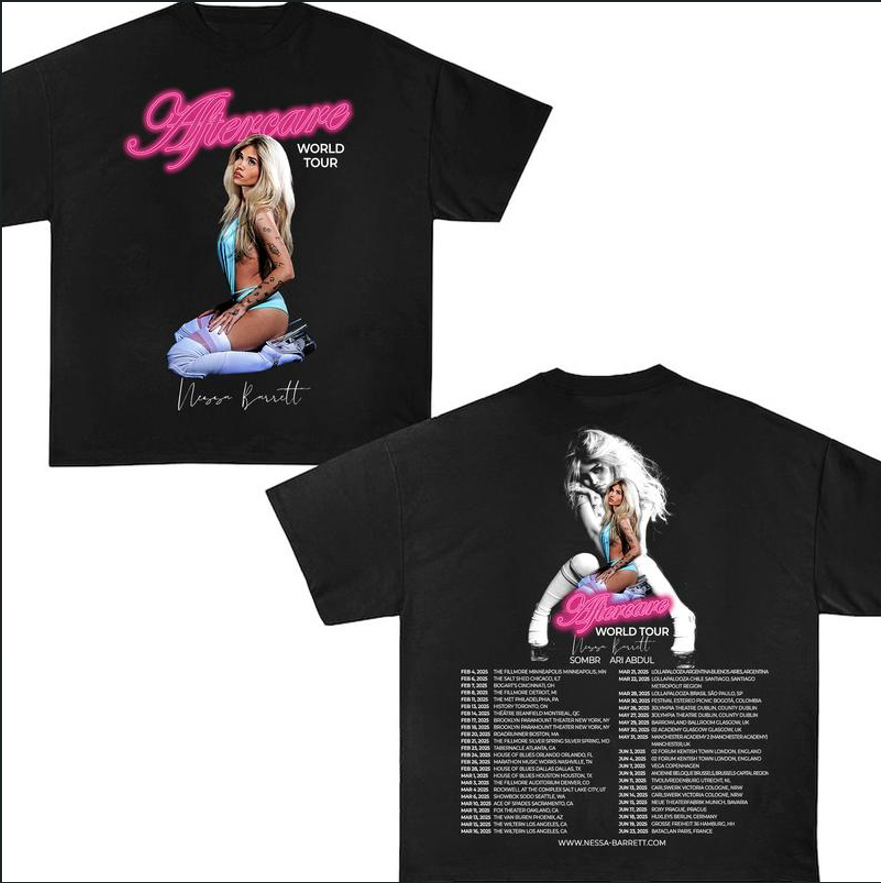 Aftercare
WORLD
TOUR
Nessa Barrett
Aftercare
WORLD TOUR
Nessa Barrett
SOMBR ARI ABDUL
FEB 4, 2025 THE FILLMORE MINNEAPOLIS MINNEAPOLIS, MN
FEB 6, 2025 THE SALT SHED CHICAGO, ILT
FEB 7, 2025 BOGART'S CINCINNATI, OH
FEB 8, 2025 THE FILLMORE DETROIT, MI
FEB 11, 2025 THE MET PHILADELPHIA, PA
FEB 13, 2025 HISTORY TORONTO, ON
FEB 14, 2025 THÉÂTRE BEANFIELD MONTREAL, QC
FEB 17, 2025 BROOKLYN PARAMOUNT THEATER NEW YORK, NY
FEB 18, 2025 BROOKLYN PARAMOUNT THEATER NEW YORK, NY
FEB 20, 2025 ROADRUNNER BOSTON, MA
FEB 21, 2025 THE FILLMORE SILVER SPRING SILVER SPRING, MD
FEB 23, 2025 TABERNACLE ATLANTA, GA
FEB 24, 2025 HOUSE OF BLUES ORLANDO ORLANDO, FL
FEB 26, 2025 MARATHON MUSIC WORKS NASHVILLE, TN
FEB 28, 2025 HOUSE OF BLUES DALLAS DALLAS, TX
MAR 1, 2025 HOUSE OF BLUES HOUSTON HOUSTON, TX
MAR 3, 2025 THE MISSION AUDITORIUM DENVER, CO
MAR 4 2025 ROCKWELL AT THE COMPLEX SALT LAKE CITY, UT
MAR 6, 2025 SHOWBOX SODO SEATTLE, WA
MAR 10, 2025 ACE OF SPADES SACRAMENTO, CA
MAR 11, 2025 FOX THEATER OAKLAND, CA
MAR 13, 2025 THE VAN BUREN PHOENIX, AZ
MAR 15, 2025 THE WILTERN LOS ANGELES, CA
MAR 16, 2025 THE WILTERN LOS ANGELES, CA
MAR 21, 2025 LOLLAPALOOZA ARGENTINA BUENOS AIRES, ARGENTINA
MAR 22, 2025 LOLLAPALOOZA CHILE SANTIAGO, SANTIAGO
METROPOLIT REGION
MAR 28, 2025 LOLLAPALOOZA BRASIL SÃO PAULO, SP
MAR 30, 2025 FESTIVAL ESTEREO PICNIC BOGOTÁ, COLOMBIA
MAY 26, 2025 3OLYMPIA THEATRE DUBLIN, COUNTY DUBLIN
MAY 27, 2025 3OLYMPIA THEATRE DUBLIN, COUNTY DUBLIN
MAY 29, 2025 BARROWLAND BALLROOM GLASGOW, UK
MAY 30, 2025 O2 ACADEMY GLASGOW GLASGOW, UK
MAY 31, 2025 MANCHESTER ACADEMY 2 (MANCHESTER ACADEMY)
MANCHESTER, UK
JUN 3, 2025 O2 FORUM KENTISH TOWN LONDON, ENGLAND
JUN 4, 2025 O2 FORUM KENTISH TOWN LONDON, ENGLAND
JUN 7, 2025 VEGA COPENHAGEN
JUN 9, 2025 ANCIENNE BELGIQUE BRUSSELS, BRUSSELS-CAPITAL REGION
JUN 11, 2025 TIVOLIVREDENBURG UTRECHT, NL
JUN 13, 2025 CARLSWERK VICTORIA COLOGNE, NRW
JUN 14, 2025 CARLSWERK VICTORIA COLOGNE, NRW
JUN 15, 2025 NEUE THEATERFABRIK MUNICH, BAVARIA
JUN 17, 2025 ROXY PRAGUE, PRAGUE
JUN 18, 2025 HUXLEYS BERLIN, GERMANY
JUN 19, 2025 GROSSE FREIHEIT 36 HAMBURG, HH
JUN 23, 2025 BATACLAN PARIS, FRANCE
WWW.NESSA-BARRETT.COM